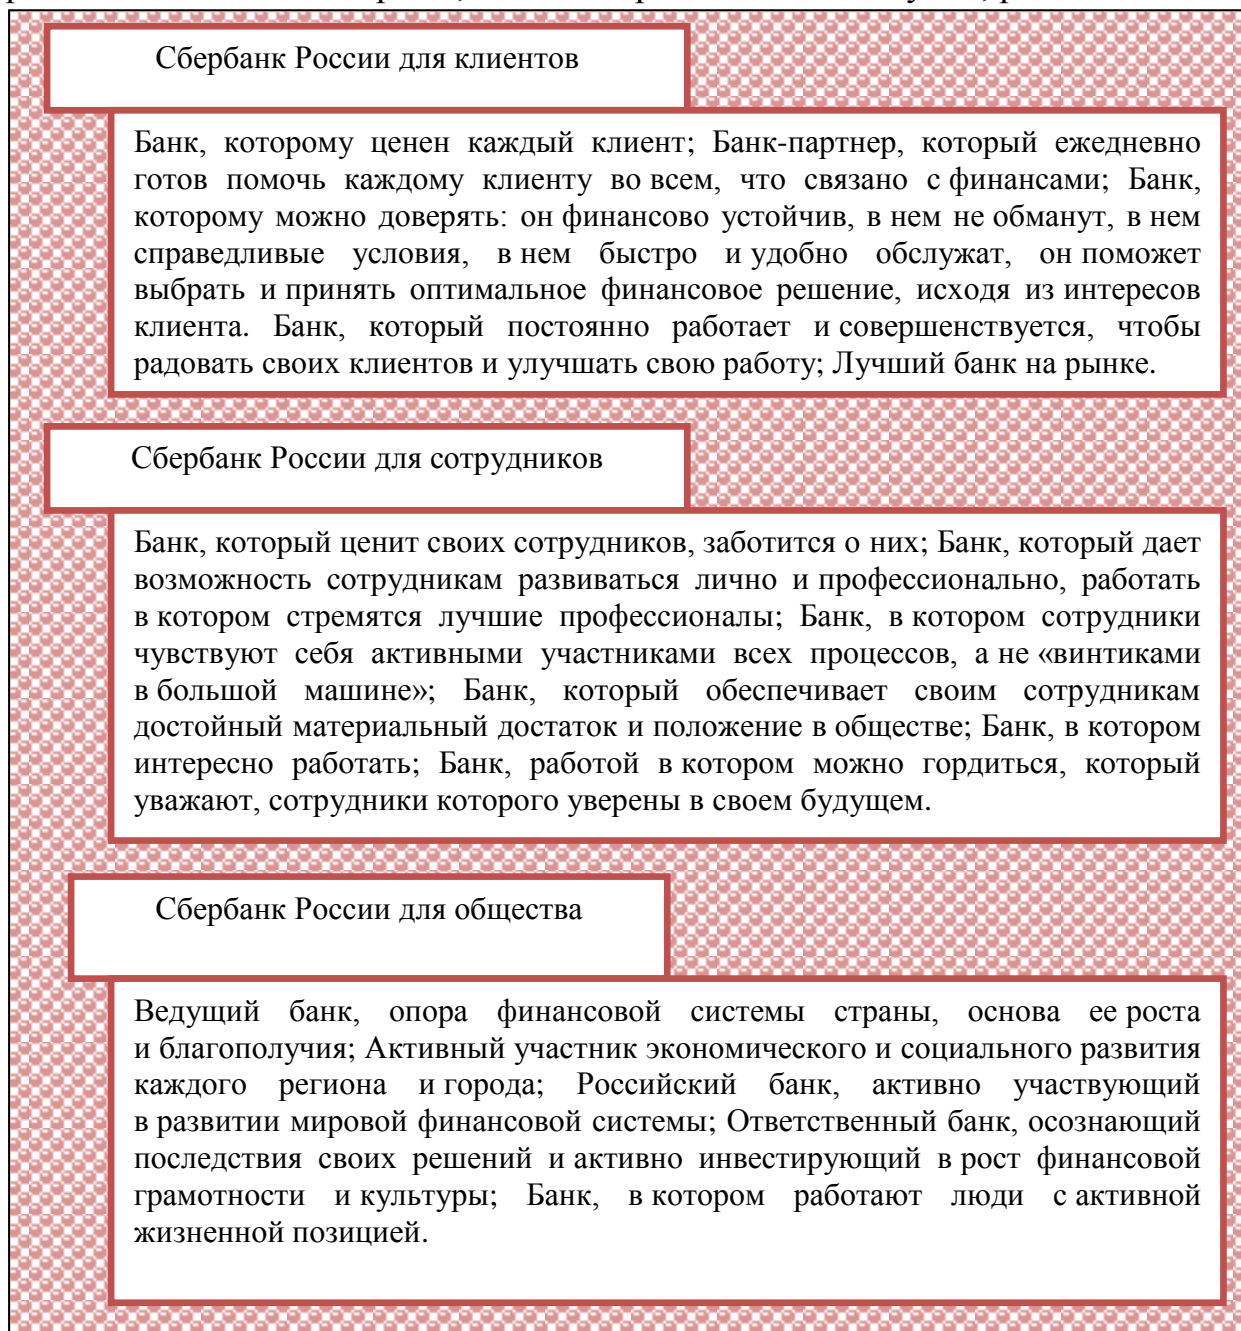 Сбербанк России для клиентов
Банк, которому ценен каждый клиент; Банк-партнер, который ежедневно
готов помочь каждому клиенту во всем, что связано с финансами; Банк,
которому можно доверять: он финансово устойчив, в нем не обманут, в нем
справедливые условия, в нем быстро и удобно обслужат, он поможет
выбрать и принять оптимальное финансовое решение, исходя из интересов
клиента. Банк, который постоянно работает и совершенствуется, чтобы
радовать своих клиентов и улучшать свою работу; Лучший банк на рынке.
Сбербанк России для сотрудников
Банк, который ценит своих сотрудников, заботится о них; Банк, который дает
возможность сотрудникам развиваться лично и профессионально, работать
в котором стремятся лучшие профессионалы; Банк, в котором сотрудники
чувствуют себя активными участниками всех процессов, а не «винтиками
в большой машине»; Банк, который обеспечивает своим сотрудникам
достойный материальный достаток и положение в обществе; Банк, в котором
интересно работать; Банк, работой в котором можно гордиться, который
уважают, сотрудники которого уверены в своем будущем.
Сбербанк России для общества
Ведущий банк, опора финансовой системы страны, основа ее роста
и благополучия; Активный участник экономического и социального развития
каждого региона и города; Российский банк, активно участвующий
в развитии мировой финансовой системы; Ответственный банк, осознающий
последствия своих решений и активно инвестирующий в рост финансовой
грамотности и культуры; Банк, в котором работают люди с активной
жизненной позицией.